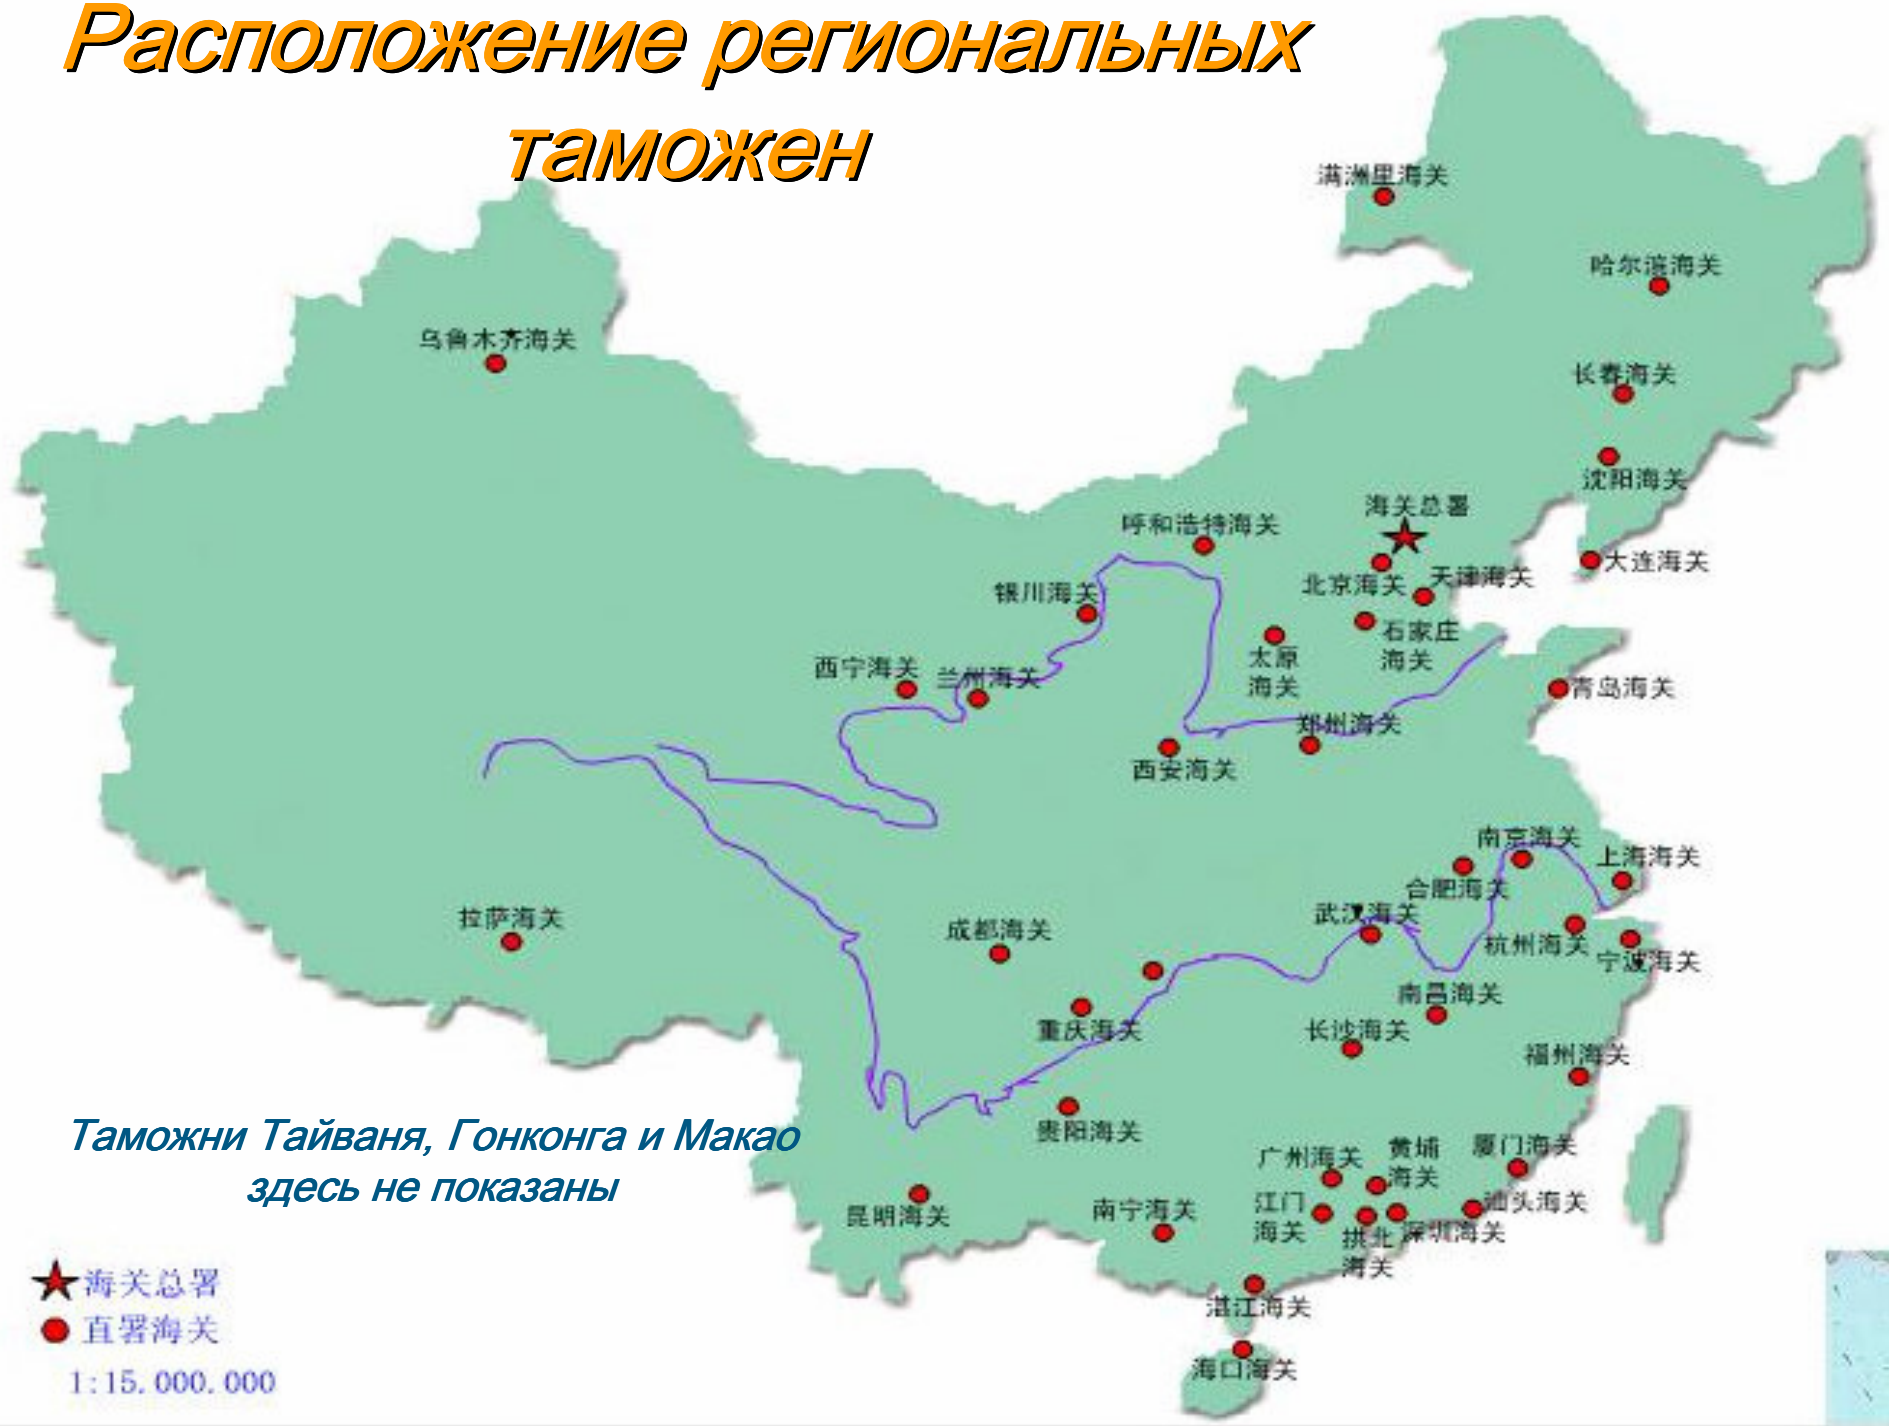 Расположение региональных
таможен
满洲里海关
哈尔滨海关
乌鲁木齐海关
长春海关
沈阳海关
海关总署
呼和浩特海关
大连海关
北京海关
天津海关
银川海关
石家庄
海关
太原
海关
西宁海关
兰州海关
青岛海关
郑州海关
西安海关
南京海关
上海海关
合肥海关
武汉海关
拉萨海关
成都海关
杭州海关
宁波海关
南昌海关
重庆海关
长沙海关
福州海关
Таможни Тайваня, Гонконга и Макао
здесь не показаны
贵阳海关
广州海关
黄埔
海关
厦门海关
昆明海关
南宁海关
江门
海关
拱北
海关
深圳海关
汕头海关
湛江海关
海口海关
海关总署
直署海关
1:15.000.000